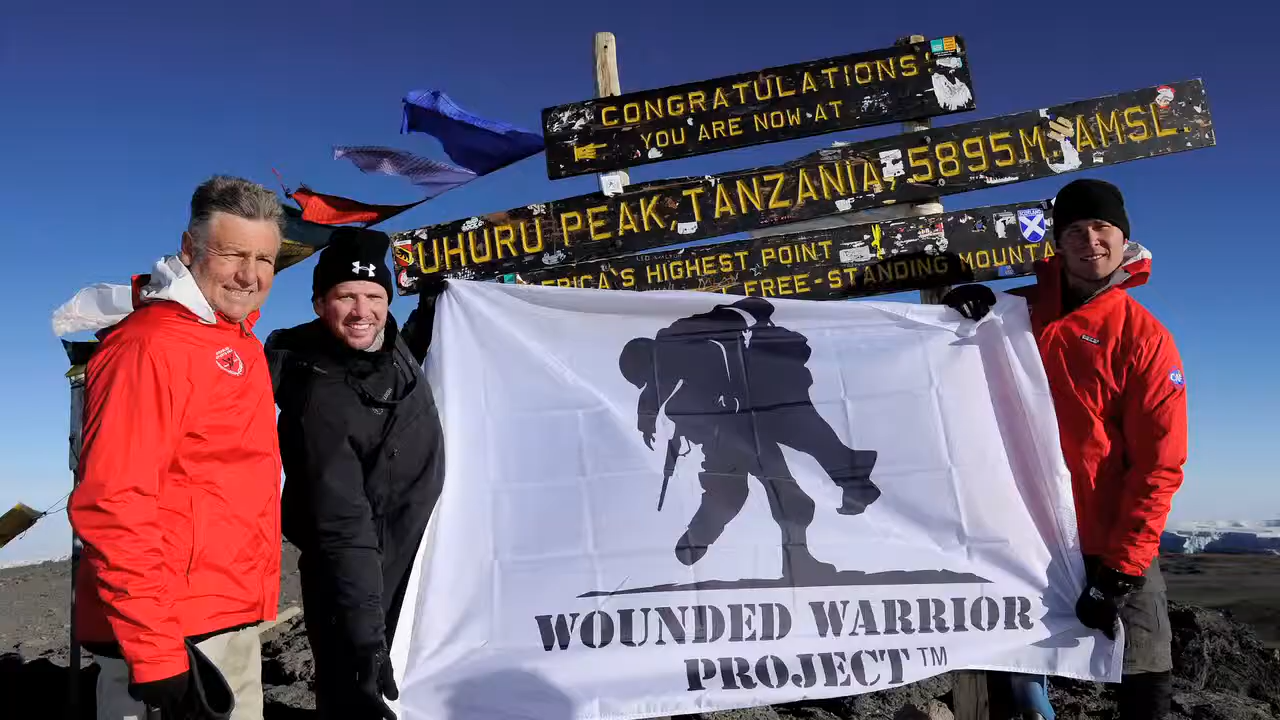 CONGRATULATIONS!
YOU ARE NOW AT
UHURU PEAK, TANZANIA, 5895M. AMSL.
HIGHEST POINT
FREE-STANDING MOUNTA
WOUNDED WARRIOR
PROJECT™